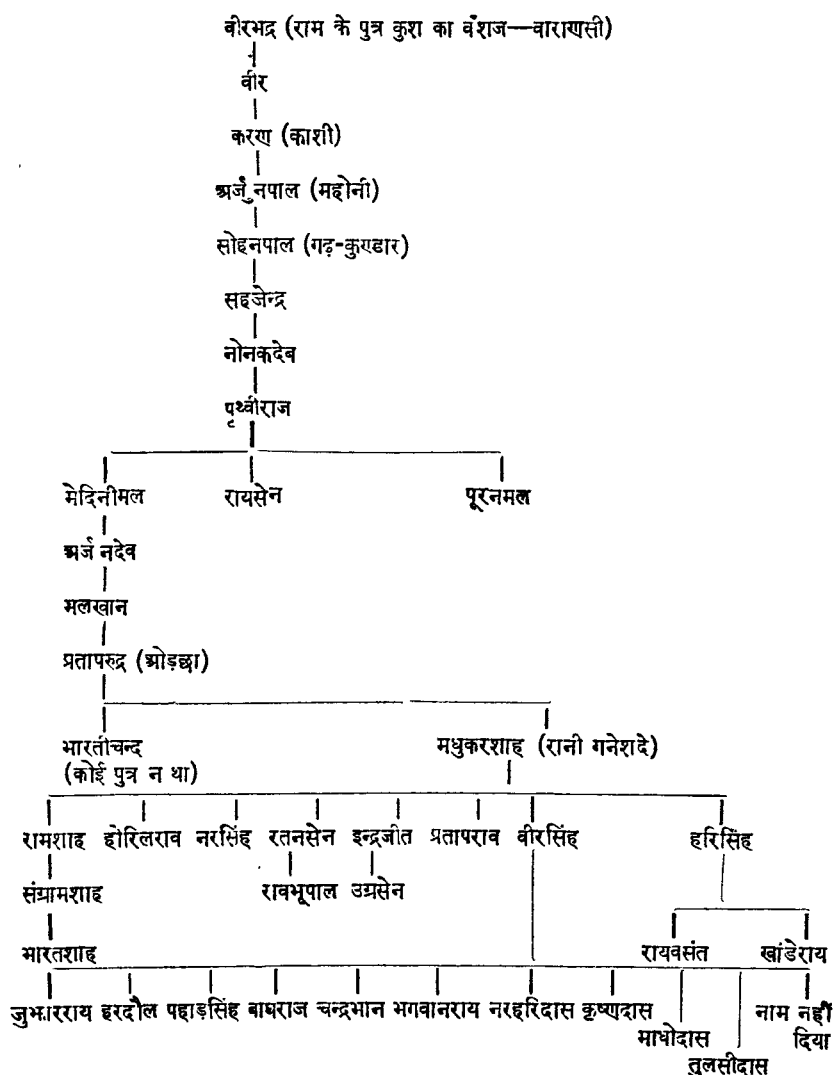 वीरभद्र (राम के पुत्र कुश का वंशज—वाराणसी)
वीर
करण (काशी)
अर्जुनपाल (महोनी)
सोहनपाल (गढ़-कुण्डार)
सहजेन्द्र
नोनकदेव
पृथ्वीराज
मेदिनीमल रायसेन पूरनमल
अर्जनदेव
मलखान
प्रतापरुद्र (ओड़छा)
भारतीचन्द मधुकरशाह (रानी गनेशदे)
(कोई पुत्र न था)
रामशाह होरिलराव नरसिंह रतनसेन इन्द्रजीत प्रतापराव वीरसिंह हरिसिंह
संग्रामशाह रावभूपाल उग्रसेन
भारतशाह रायवसंत खांडेराय
जुझारराय हरदौल पहाड़सिंह बाघराज चन्द्रभान भगवानराय नरहरिदास कृष्णदास नाम नहीं
माधोदास दिया
तुलसीदास